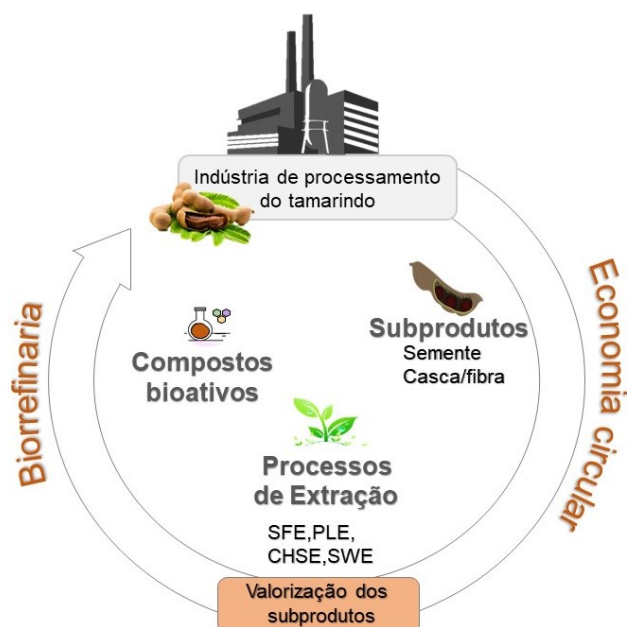 Indústria de processamento
do tamarindo
Biorrefinaria
Economia circular
Subprodutos
Semente
Casca/fibra
Compostos
bioativos
Processos
de Extração
SFE,PLE,
CHSE,SWE
Valorização dos
subprodutos